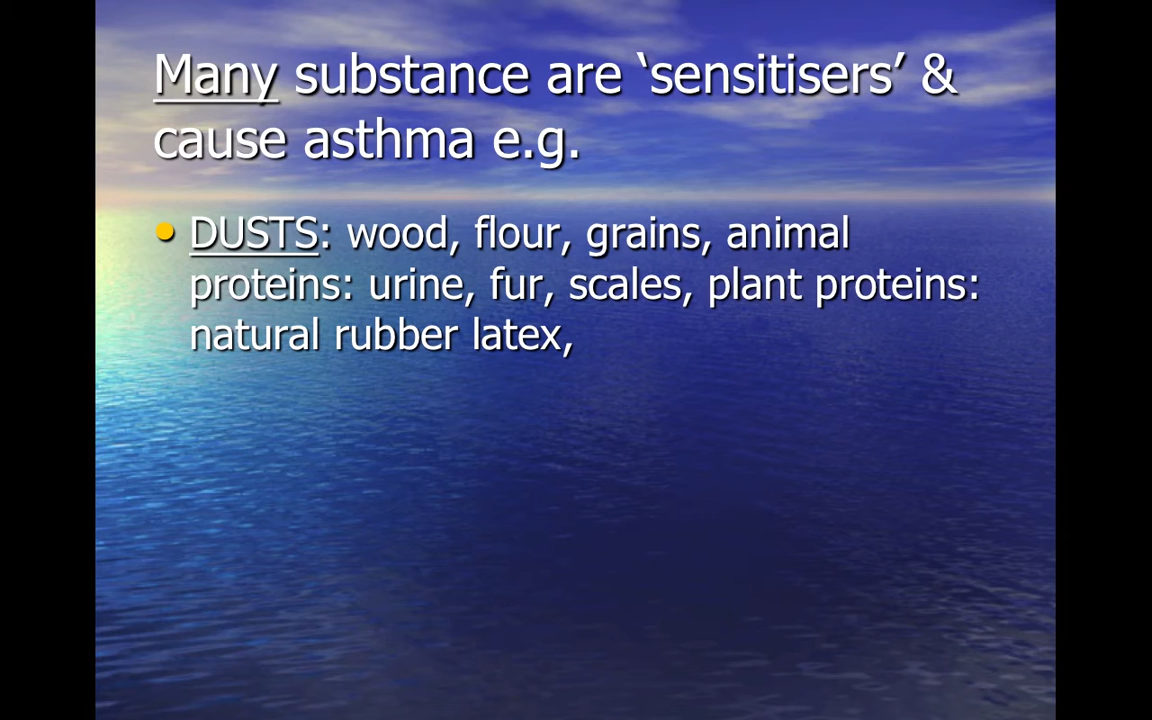 Many substance are ‘sensitisers’ &
cause asthma e.g.
• DUSTS: wood, flour, grains, animal
proteins: urine, fur, scales, plant proteins:
natural rubber latex,